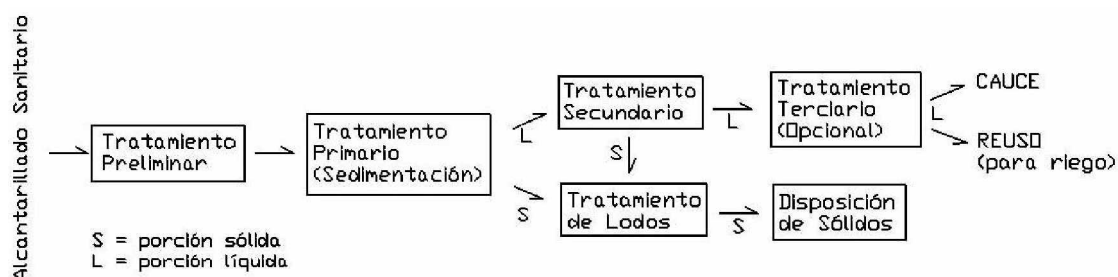 Alcantarillado Sanitario
Tratamiento
Preliminar
Tratamiento
Primario
(Sedimentación)
L
S
Tratamiento
Secundario
S
Tratamiento
de Lodos
L
S
Tratamiento
Terciario
(Opcional)
Disposición
de Sólidos
L
CAUCE
REUSO
(para riego)
S = porción sólida
L = porción líquida